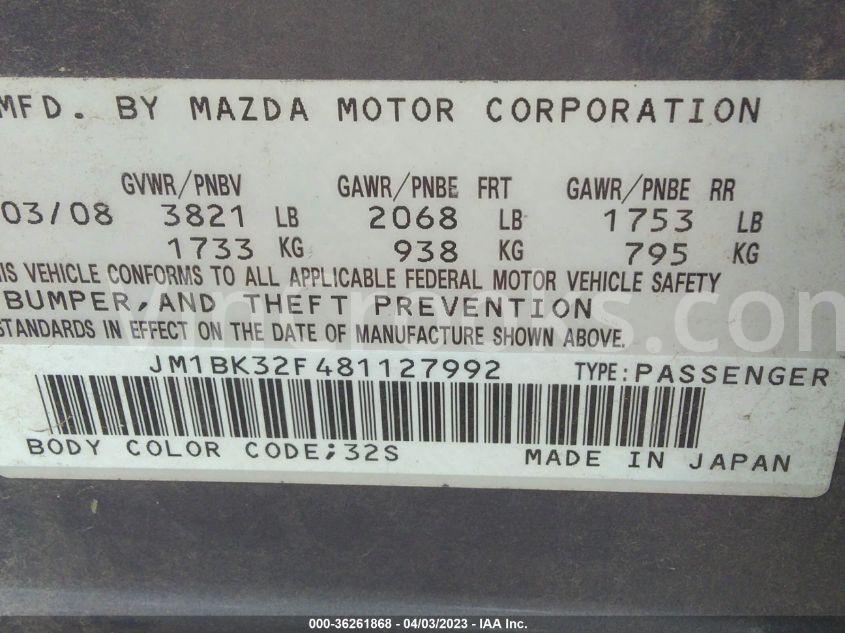 MFD. BY MAZDA MOTOR CORPORATION
GVWR/PNBV GAWR/PNBE FRT GAWR/PNBE RR
03/08 3821 LB 2068 LB 1753 LB
1733 KG 938 KG 795 KG
VEHICLE CONFORMS TO ALL APPLICABLE FEDERAL MOTOR VEHICLE SAFETY
BUMPER, AND THEFT PREVENTION
STANDARDS IN EFFECT ON THE DATE OF MANUFACTURE SHOWN ABOVE.
JM1BK32F481127992 TYPE: PASSENGER
BODY COLOR CODE; 32S MADE IN JAPAN
000-36261868 - 04/03/2023 - © IAA Inc.